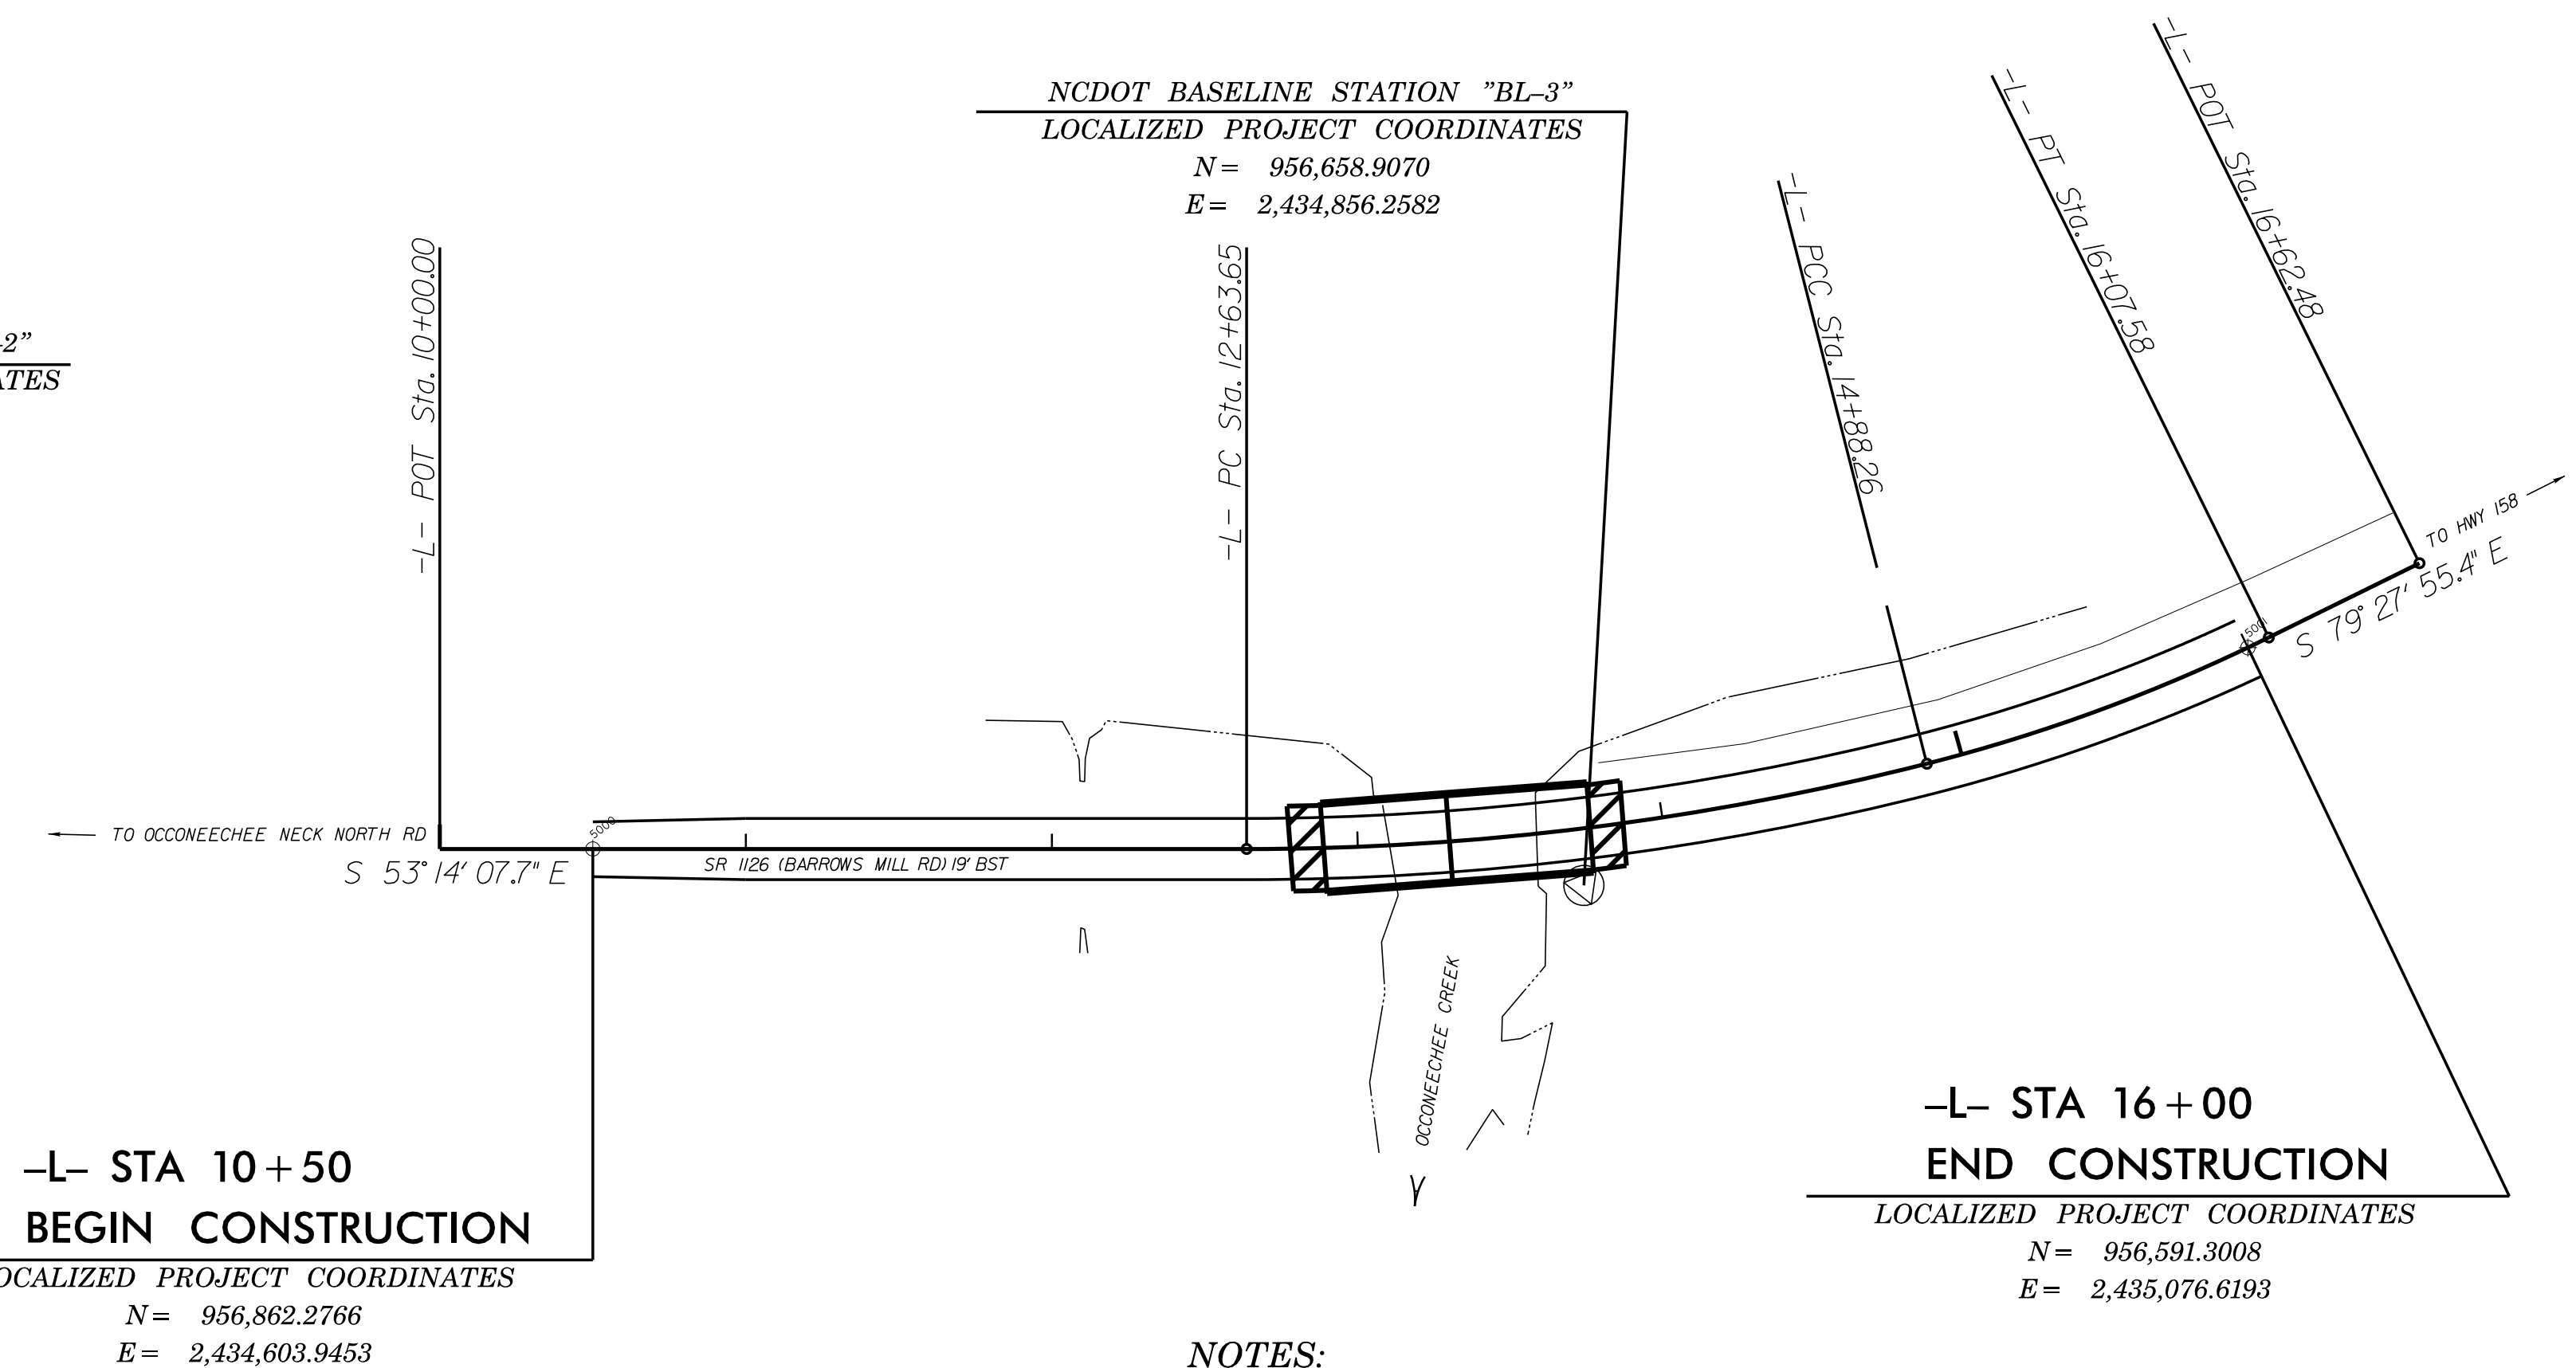 NCDOT BASELINE STATION "BL–3"
LOCALIZED PROJECT COORDINATES
N= 956,658.9070
E= 2,434,856.2582
–2"
ATES
-L- POT Sta. 10+00.00
-L- PC Sta. 12+63.65
-L- PCC Sta. 14+88.26
-L- PT Sta. 16+07.58
-L- POT Sta. 16+62.48
TO HWY 158
S 79° 27' 55.4" E
5001
5000
TO OCCONEECHEE NECK NORTH RD
S 53° 14' 07.7" E
SR 1126 (BARROWS MILL RD) 19' BST
OCCONEECHEE CREEK
–L– STA 10+50
BEGIN CONSTRUCTION
OCALIZED PROJECT COORDINATES
N= 956,862.2766
E= 2,434,603.9453
–L– STA 16+00
END CONSTRUCTION
LOCALIZED PROJECT COORDINATES
N= 956,591.3008
E= 2,435,076.6193
NOTES: